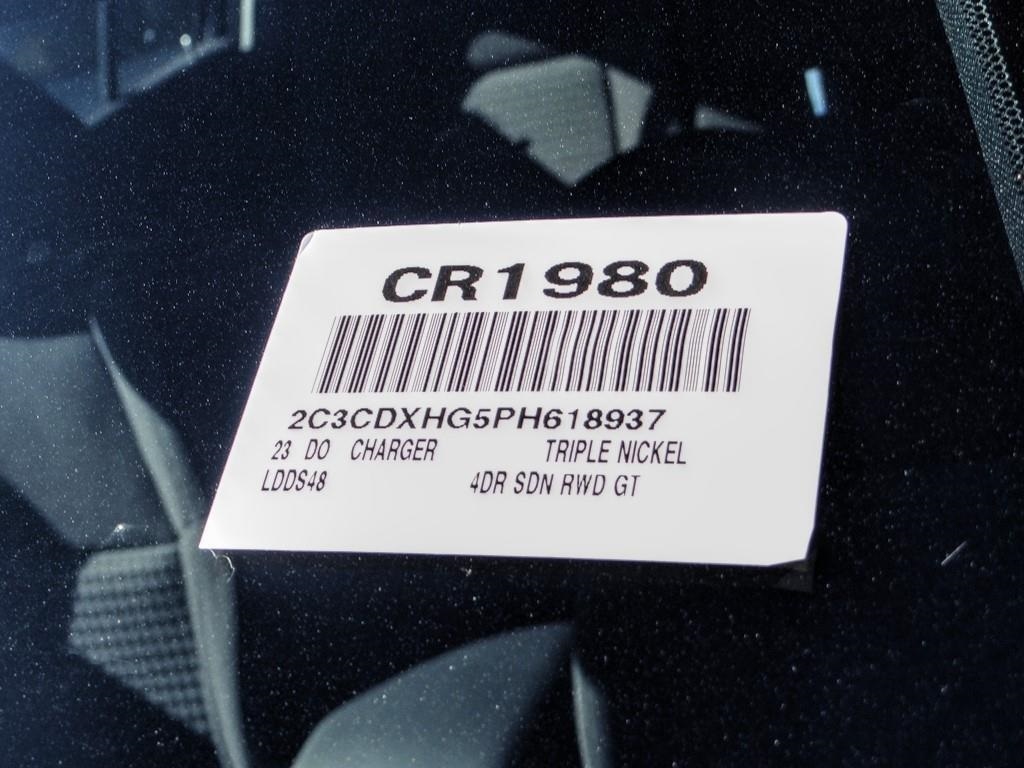 CR1980
2C3CDXHG5PH618937
23 DO CHARGER TRIPLE NICKEL
LDDS48 4DR SDN RWD GT